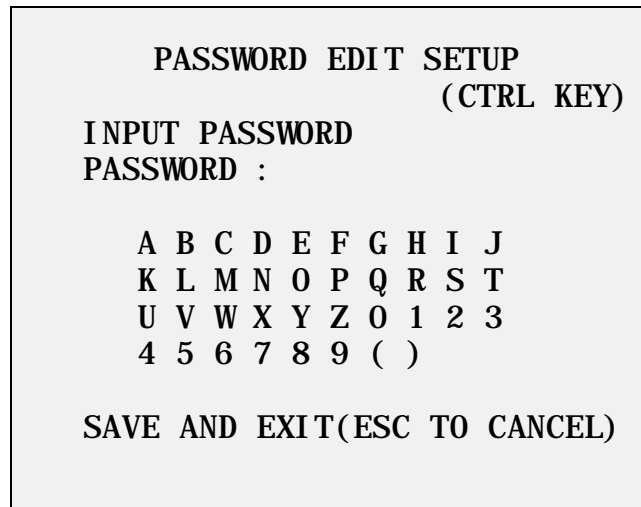 PASSWORD EDIT SETUP
(CTRL KEY)
INPUT PASSWORD
PASSWORD :
A B C D E F G H I J
K L M N O P Q R S T
U V W X Y Z 0 1 2 3
4 5 6 7 8 9 ( )
SAVE AND EXIT(ESC TO CANCEL)